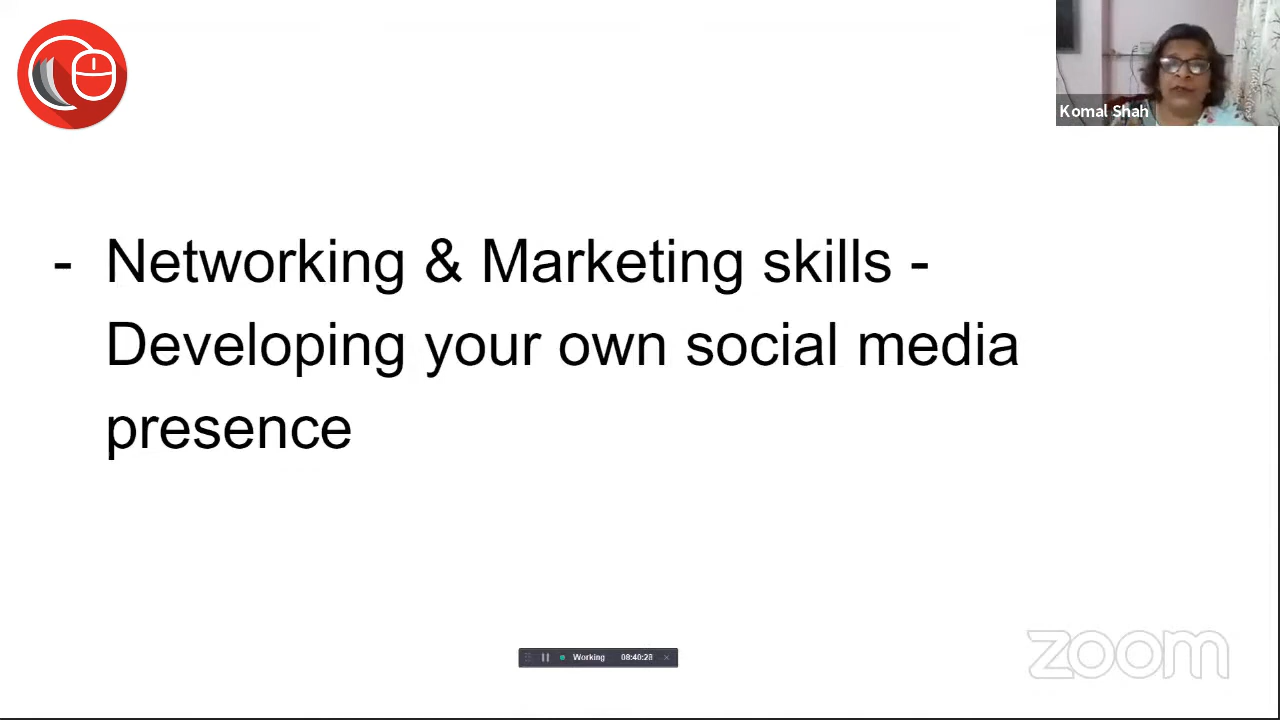 Komal Shah
- Networking & Marketing skills -
Developing your own social media
presence
Working 08:40:28
zoom